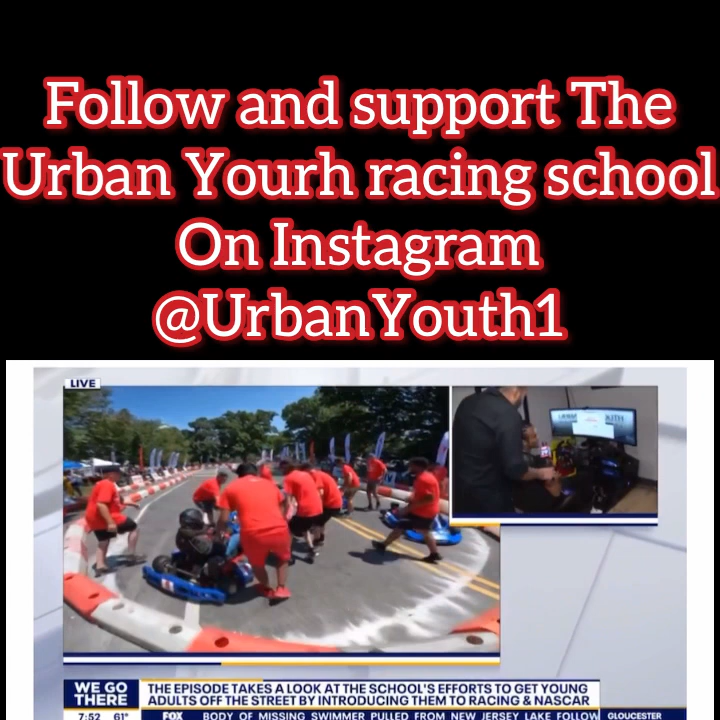 Follow and support The
Urban Yourh racing school
On Instagram
@UrbanYouth1
LIVE
WE GO
THERE
THE EPISODE TAKES A LOOK AT THE SCHOOL'S EFFORTS TO GET YOUNG
ADULTS OFF THE STREET BY INTRODUCING THEM TO RACING & NASCAR
7:52 61° FOX BODY OF MISSING SWIMMER PULLED FROM NEW JERSEY LAKE FOLLOW GLOUCESTER